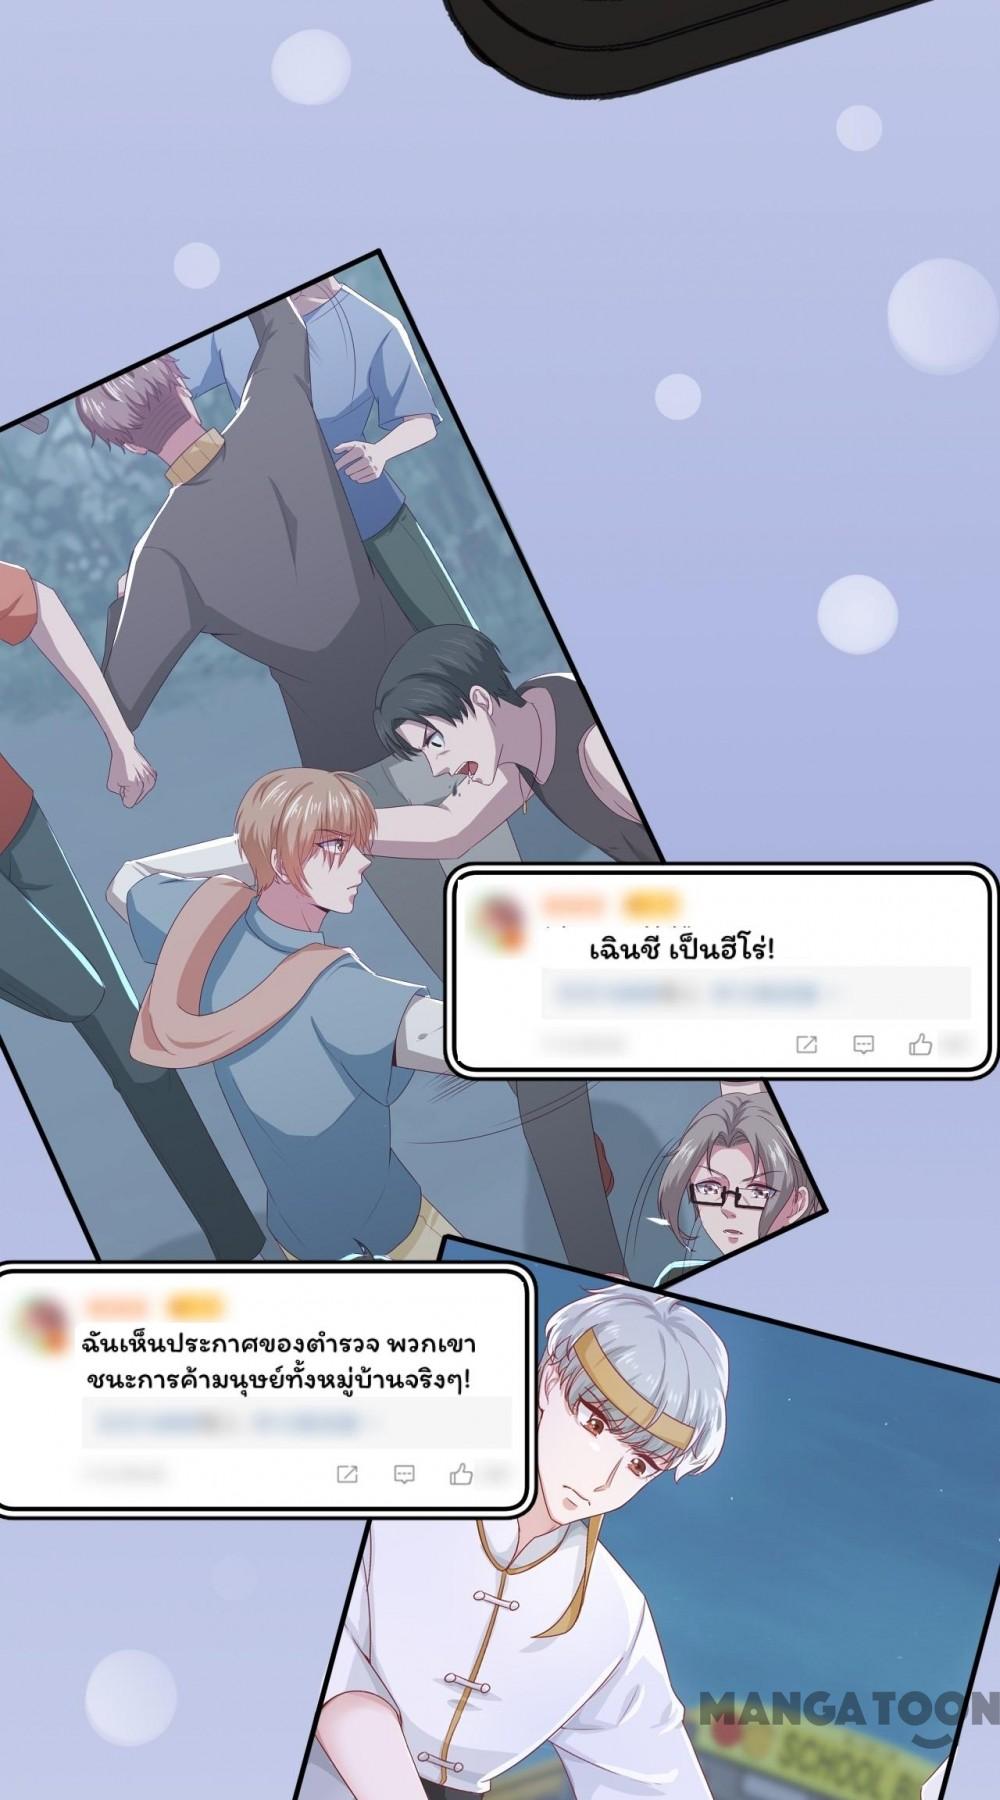 เฉินชี เป็นฮีโร่!
ฉันเห็นประกาศของตำรวจ พวกเขา
ชนะการค้ามนุษย์ทั้งหมู่บ้านจริงๆ!
MANGATOON
SCHOOL B